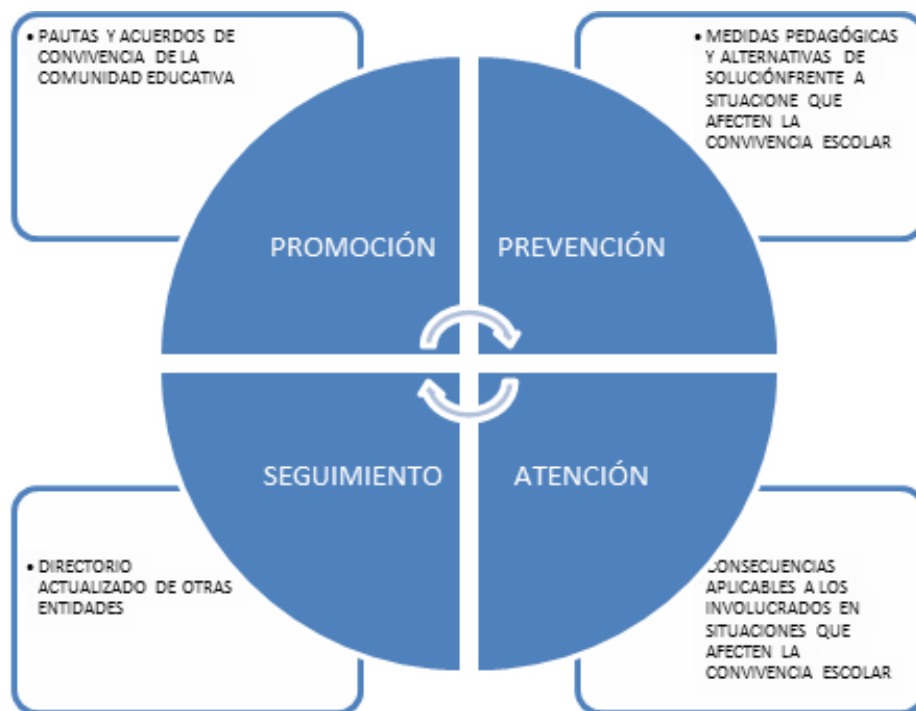 • PAUTAS Y ACUERDOS DE
CONVIVENCIA DE LA
COMUNIDAD EDUCATIVA
• MEDIDAS PEDAGÓGICAS
Y ALTERNATIVAS DE
SOLUCIÓNFRENTE A
SITUACIONE QUE
AFECTEN LA
CONVIVENCIA ESCOLAR
PROMOCIÓN
PREVENCIÓN
SEGUIMIENTO
ATENCIÓN
• DIRECTORIO
ACTUALIZADO DE OTRAS
ENTIDADES
CONSECUENCIAS
APLICABLES A LOS
INVOLUCRADOS EN
SITUACIONES QUE
AFECTEN LA
CONVIVENCIA ESCOLAR